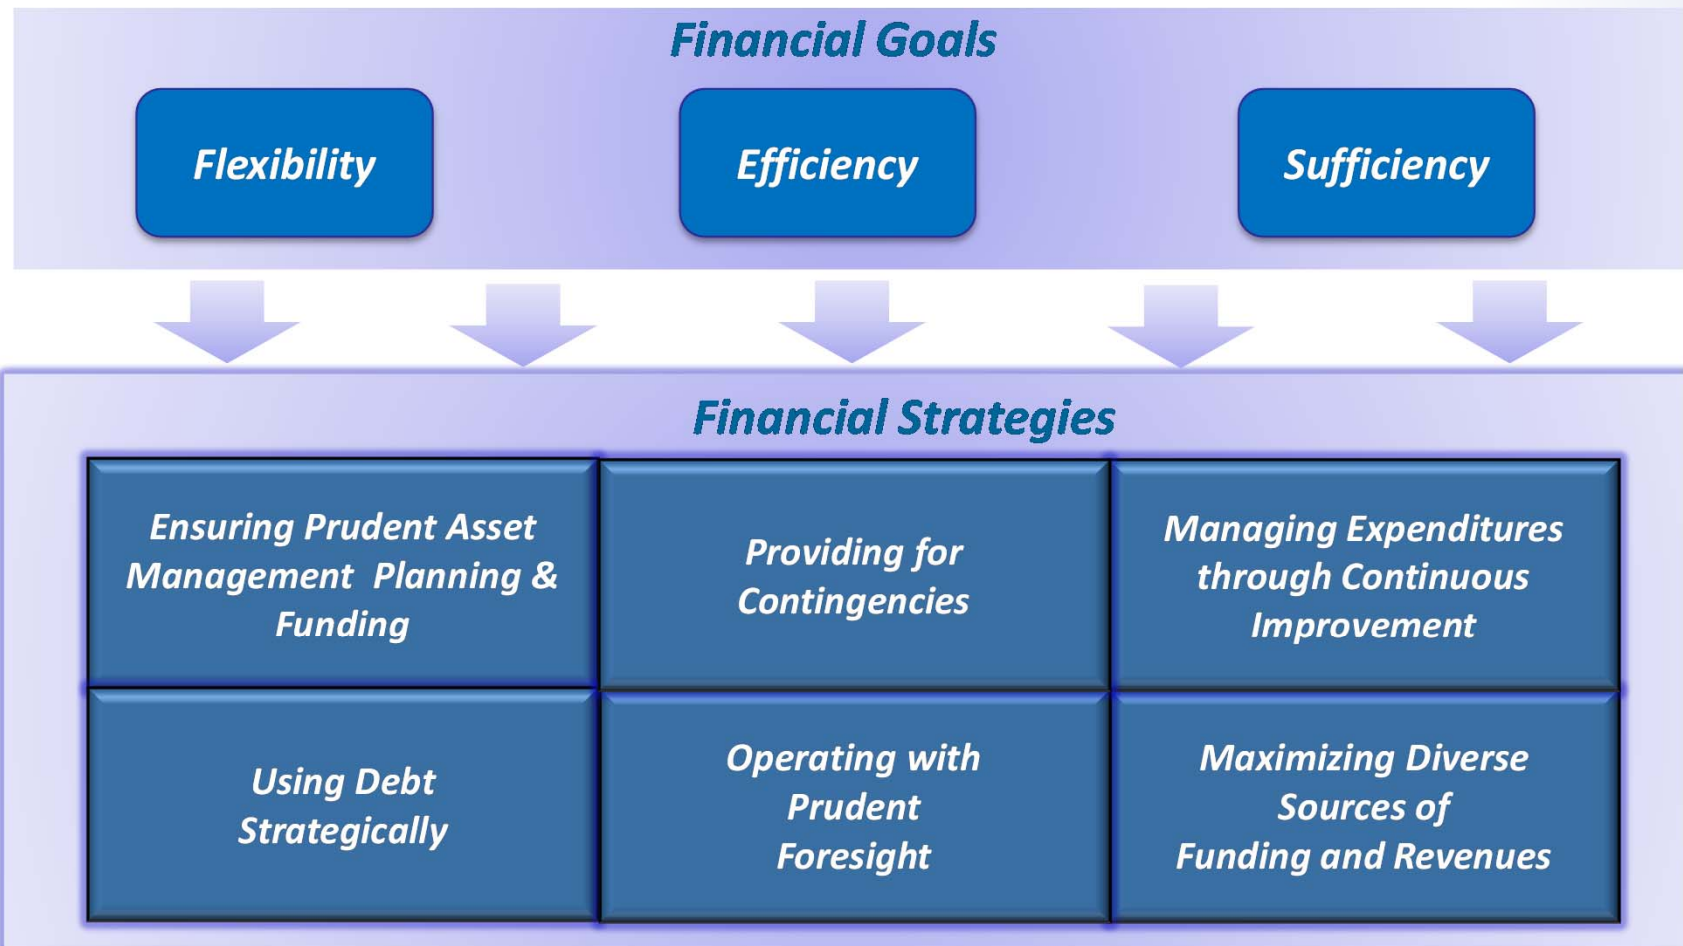 Financial Goals
Flexibility
Efficiency
Sufficiency
Financial Strategies
Ensuring Prudent Asset
Management Planning &
Funding
Providing for
Contingencies
Managing Expenditures
through Continuous
Improvement
Using Debt
Strategically
Operating with
Prudent
Foresight
Maximizing Diverse
Sources of
Funding and Revenues